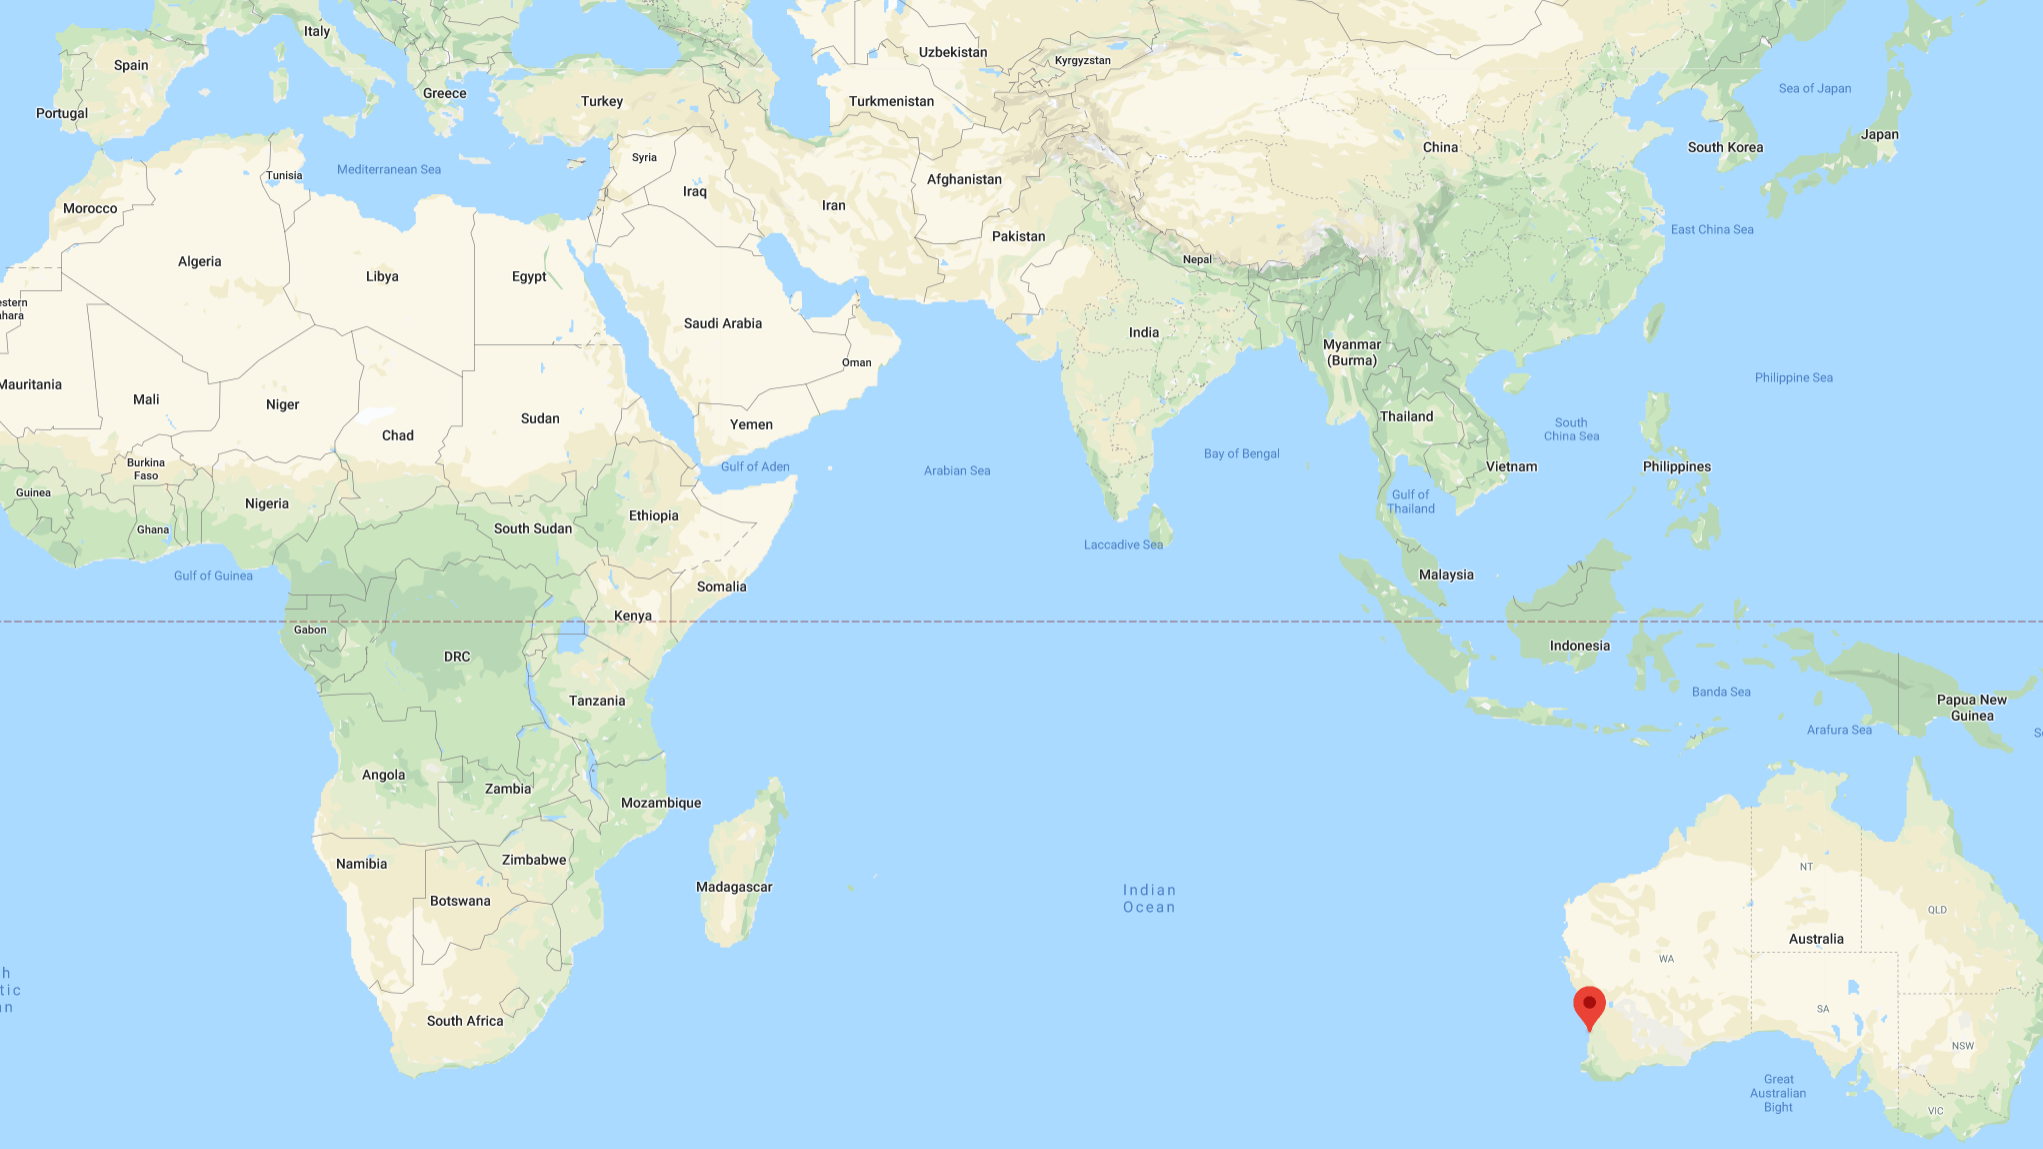 Italy
Spain
Portugal
Greece
Turkey
Uzbekistan
Kyrgyzstan
Turkmenistan
Sea of Japan
Japan
South Korea
China
Syria
Tunisia
Mediterranean Sea
Iraq
Afghanistan
Morocco
Iran
Pakistan
East China Sea
Nepal
Algeria
Libya
Egypt
estern
ahara
Saudi Arabia
India
Myanmar
(Burma)
Oman
Philippine Sea
Mauritania
Mali
Niger
Sudan
Chad
Yemen
Thailand
South
China Sea
Bay of Bengal
Gulf of Aden
Arabian Sea
Vietnam
Philippines
Burkina
Faso
Guinea
Nigeria
Ghana
South Sudan
Ethiopia
Gulf of
Thailand
Laccadive Sea
Gulf of Guinea
Somalia
Malaysia
Kenya
Gabon
DRC
Indonesia
Tanzania
Banda Sea
Papua New
Guinea
Arafura Sea
S
Angola
Zambia
Mozambique
Namibia
Zimbabwe
Madagascar
Botswana
Indian
Ocean
NT
QLD
Australia
WA
h
tic
n
SA
South Africa
NSW
Great
Australian
Bight
VIC